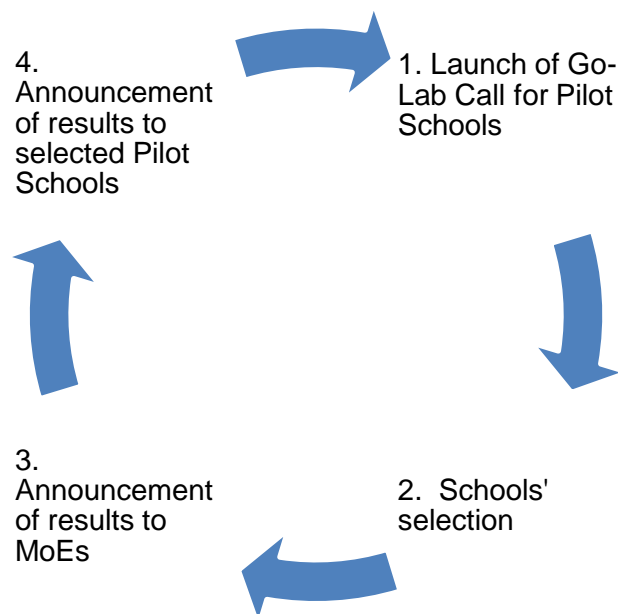 1. Launch of Go-
Lab Call for Pilot
Schools
2.  Schools'
selection
3.
Announcement
of results to
MoEs
4.
Announcement
of results to
selected Pilot
Schools